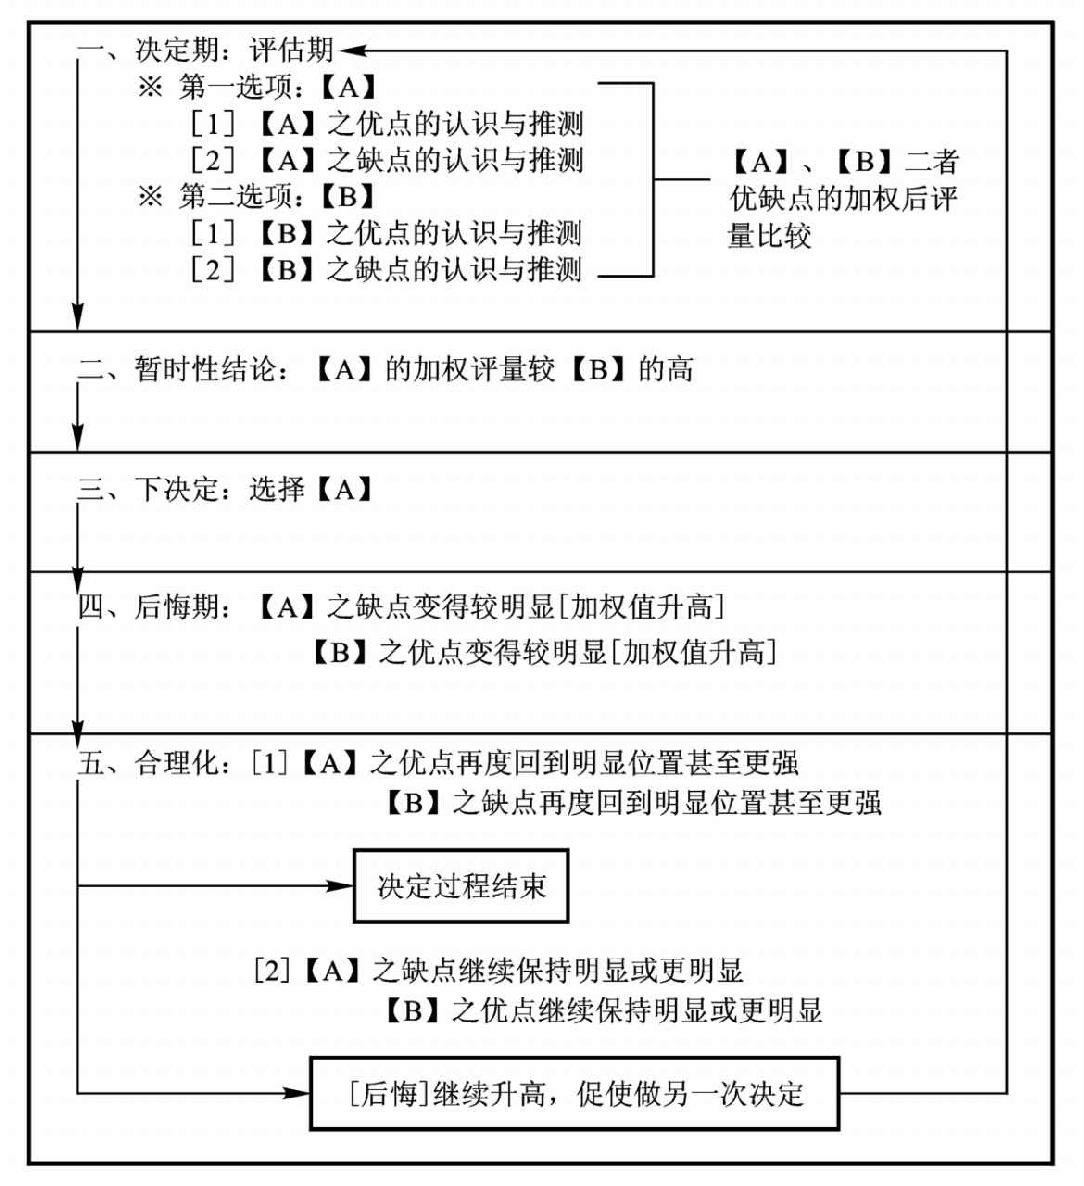 一、决定期：评估期
※ 第一选项：【A】
[1]【A】之优点的认识与推测
[2]【A】之缺点的认识与推测
※ 第二选项：【B】
[1]【B】之优点的认识与推测
[2]【B】之缺点的认识与推测
【A】、【B】二者
优缺点的加权后评
量比较
二、暂时性结论：【A】的加权评量较【B】的高
三、下决定：选择【A】
四、后悔期：【A】之缺点变得较明显[加权值升高]
【B】之优点变得较明显[加权值升高]
五、合理化：[1]【A】之优点再度回到明显位置甚至更强
【B】之缺点再度回到明显位置甚至更强
决定过程结束
[2]【A】之缺点继续保持明显或更明显
【B】之优点继续保持明显或更明显
[后悔]继续升高，促使做另一次决定